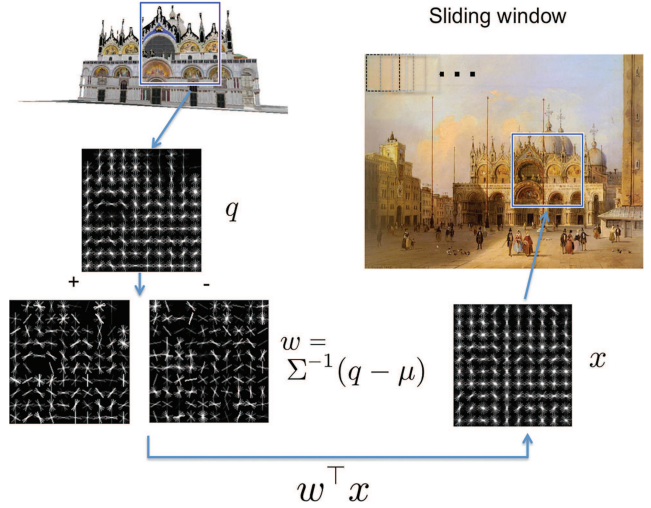 Sliding window
q
+ -
w =
Σ⁻¹(q − μ)
x
w⊤x